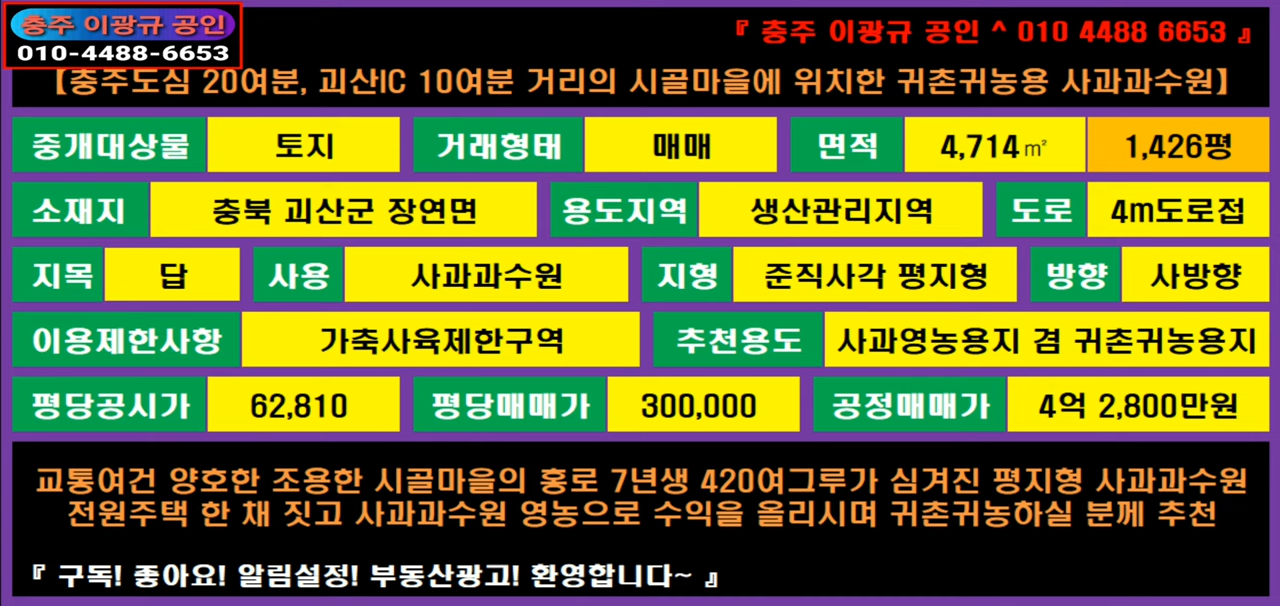 충주 이광규 공인
010-4488-6653
『 충주 이광규 공인 ^ 010 4488 6653 』
【충주도심 20여분, 괴산IC 10여분 거리의 시골마을에 위치한 귀촌귀농용 사과과수원】
중개대상물 토지 거래형태 매매 면적 4,714㎡ 1,426평
소재지 충북 괴산군 장연면 용도지역 생산관리지역 도로 4m도로접
지목 답 사용 사과과수원 지형 준직사각 평지형 방향 사방향
이용제한사항 가축사육제한구역 추천용도 사과영농용지 겸 귀촌귀농용지
평당공시가 62,810 평당매매가 300,000 공정매매가 4억 2,800만원
교통여건 양호한 조용한 시골마을의 홍로 7년생 420여그루가 심겨진 평지형 사과과수원
전원주택 한 채 짓고 사과과수원 영농으로 수익을 올리시며 귀촌귀농하실 분께 추천
『 구독! 좋아요! 알림설정! 부동산광고! 환영합니다~ 』